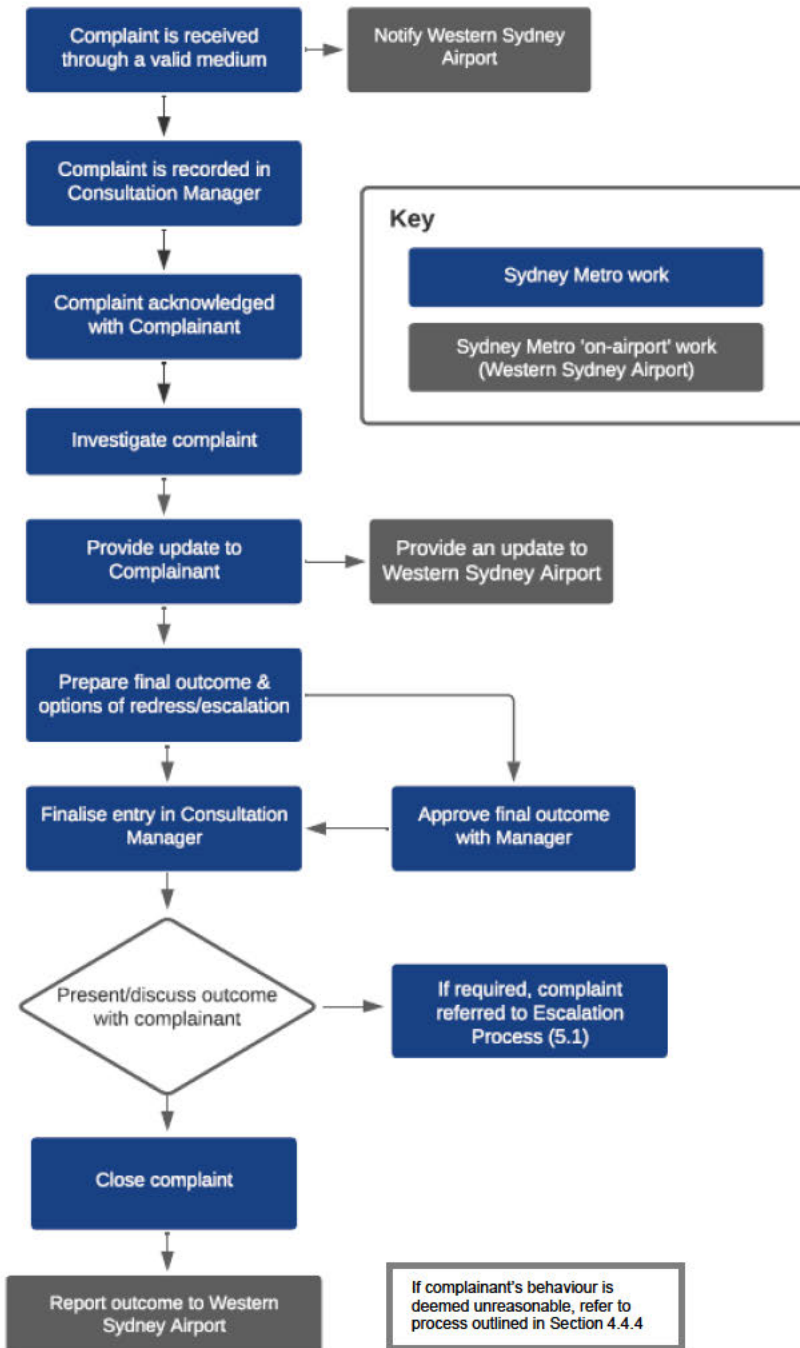 Complaint is received
through a valid medium
Notify Western Sydney
Airport
Complaint is recorded in
Consultation Manager
Key
Sydney Metro work
Sydney Metro 'on-airport' work
(Western Sydney Airport)
Complaint acknowledged
with Complainant
Investigate complaint
Provide update to
Complainant
Provide an update to
Western Sydney Airport
Prepare final outcome &
options of redress/escalation
Finalise entry in Consultation
Manager
Approve final outcome
with Manager
Present/discuss outcome
with complainant
If required, complaint
referred to Escalation
Process (5.1)
Close complaint
Report outcome to Western
Sydney Airport
If complainant's behaviour is
deemed unreasonable, refer to
process outlined in Section 4.4.4